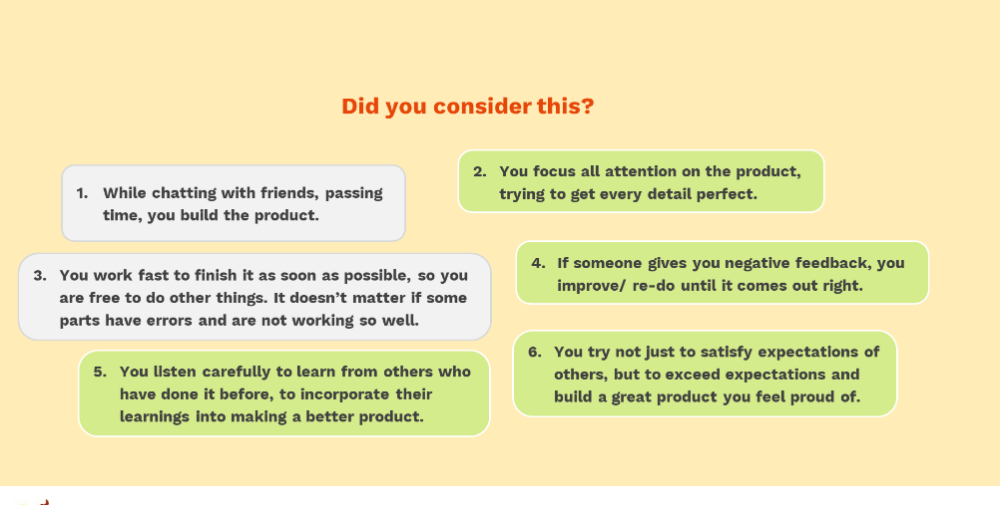 Did you consider this?
1. While chatting with friends, passing
time, you build the product.
2. You focus all attention on the product,
trying to get every detail perfect.
3. You work fast to finish it as soon as possible, so you
are free to do other things. It doesn’t matter if some
parts have errors and are not working so well.
4. If someone gives you negative feedback, you
improve/ re-do until it comes out right.
5. You listen carefully to learn from others who
have done it before, to incorporate their
learnings into making a better product.
6. You try not just to satisfy expectations of
others, but to exceed expectations and
build a great product you feel proud of.